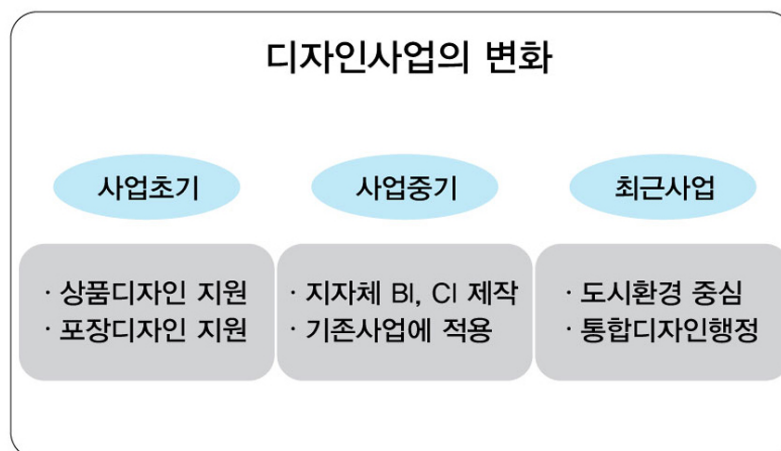 디자인사업의 변화
사업초기
사업중기
최근사업
· 상품디자인 지원
· 포장디자인 지원
· 지자체 BI, CI 제작
· 기존사업에 적용
· 도시환경 중심
· 통합디자인행정